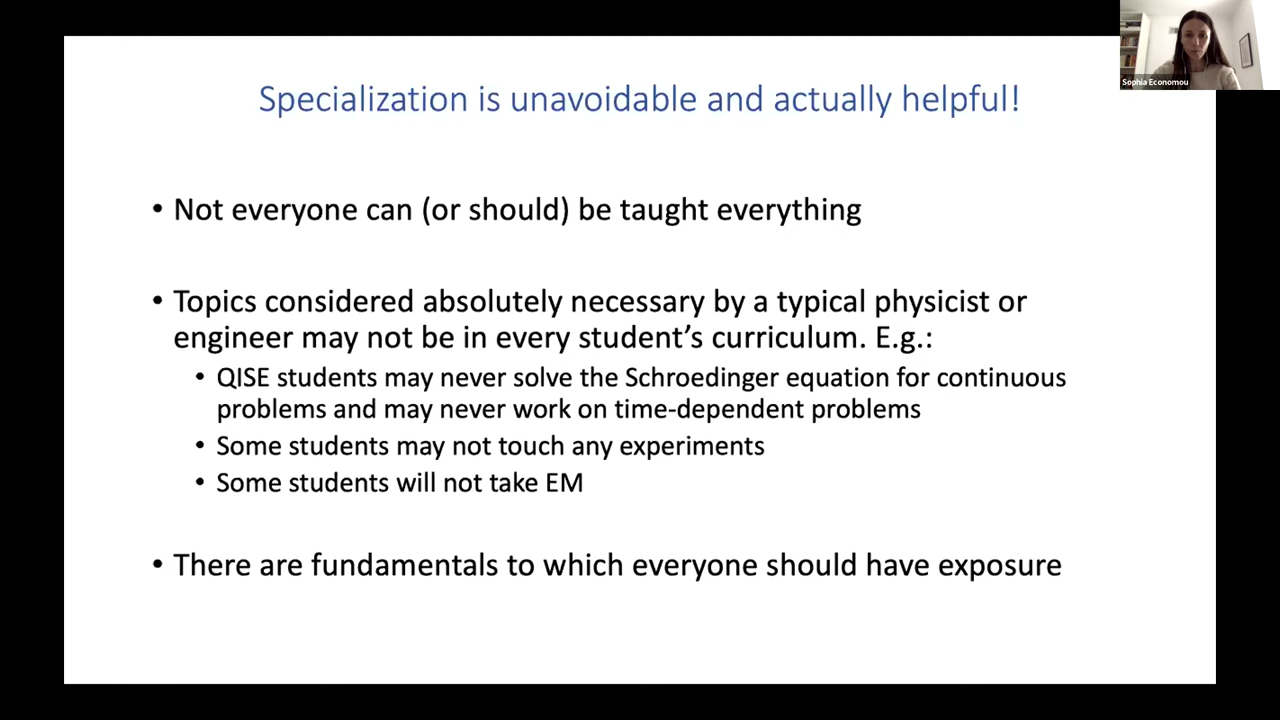 Sophia Economou
Specialization is unavoidable and actually helpful!
• Not everyone can (or should) be taught everything
• Topics considered absolutely necessary by a typical physicist or
engineer may not be in every student’s curriculum. E.g.:
• QISE students may never solve the Schroedinger equation for continuous
problems and may never work on time-dependent problems
• Some students may not touch any experiments
• Some students will not take EM
• There are fundamentals to which everyone should have exposure